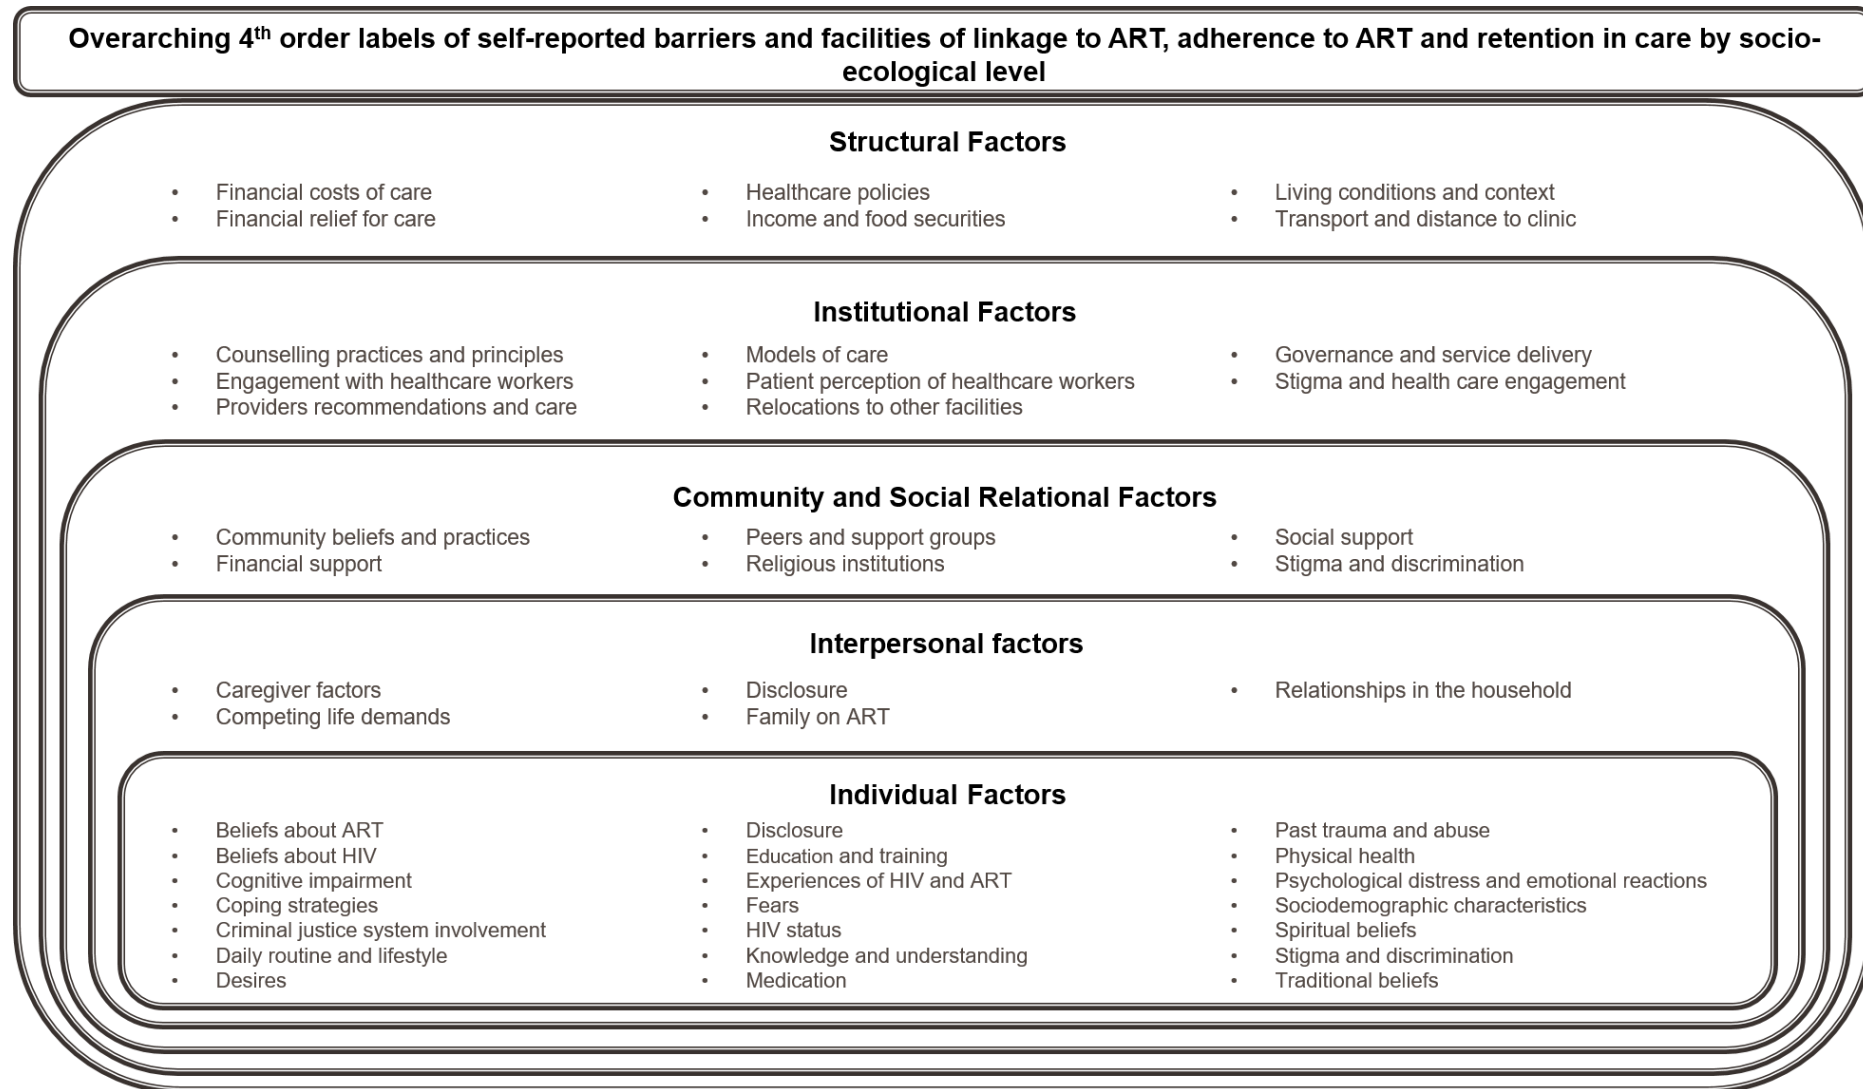 Overarching 4th order labels of self-reported barriers and facilities of linkage to ART, adherence to ART and retention in care by socio-
ecological level
Structural Factors
• Financial costs of care
• Financial relief for care
• Healthcare policies
• Income and food securities
• Living conditions and context
• Transport and distance to clinic
Institutional Factors
• Counselling practices and principles
• Engagement with healthcare workers
• Providers recommendations and care
• Models of care
• Patient perception of healthcare workers
• Relocations to other facilities
• Governance and service delivery
• Stigma and health care engagement
Community and Social Relational Factors
• Community beliefs and practices
• Financial support
• Peers and support groups
• Religious institutions
• Social support
• Stigma and discrimination
Interpersonal factors
• Caregiver factors
• Competing life demands
• Disclosure
• Family on ART
• Relationships in the household
Individual Factors
• Beliefs about ART
• Beliefs about HIV
• Cognitive impairment
• Coping strategies
• Criminal justice system involvement
• Daily routine and lifestyle
• Desires
• Disclosure
• Education and training
• Experiences of HIV and ART
• Fears
• HIV status
• Knowledge and understanding
• Medication
• Past trauma and abuse
• Physical health
• Psychological distress and emotional reactions
• Sociodemographic characteristics
• Spiritual beliefs
• Stigma and discrimination
• Traditional beliefs